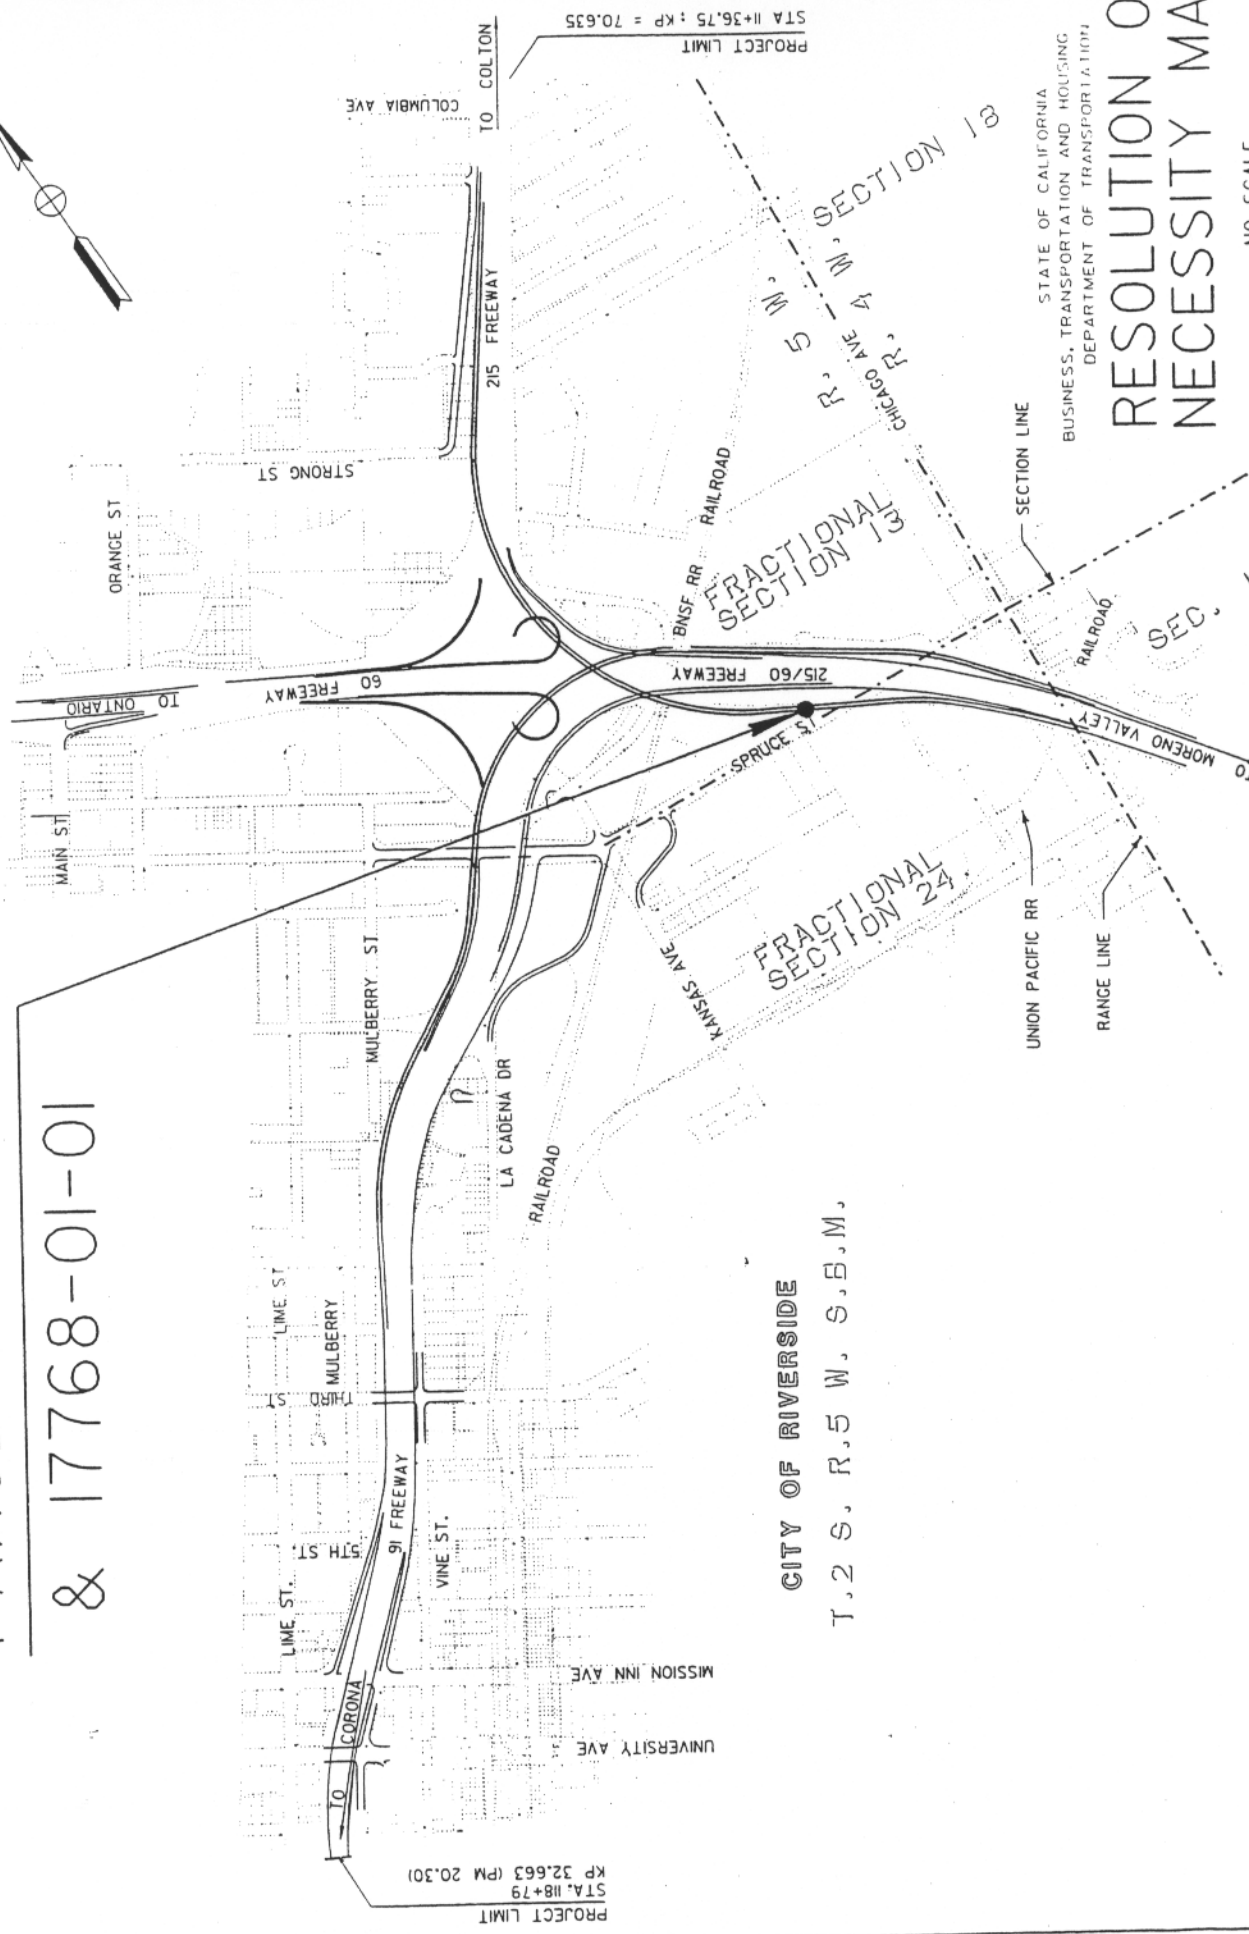 & 17768-01-01
PROJECT LIMIT
STA 11+36.75 ; KP = 70.635
TO COLTON
COLUMBIA AVE
215 FREEWAY
STRONG ST
ORANGE ST
TO
ONTARIO
60
FREEWAY
MAIN ST
MULBERRY ST
LIME ST
MULBERRY
THIRD ST
5TH ST.
LIME ST.
91 FREEWAY
VINE ST.
TO
CORONA
MISSION INN AVE
UNIVERSITY AVE
PROJECT LIMIT
STA. 118+79
KP 32.663 (PM 20.30)
LA CADENA DR
RAILROAD
KANSAS AVE
SPRUCE ST
215/60 FREEWAY
BNSF RR
RAILROAD
FRACTIONAL
SECTION 13
FRACTIONAL
SECTION 24
R. 5 W.
R. 4 W.
SECTION 18
CHICAGO AVE
SECTION LINE
RAILROAD
SEC.
TO
MORENO VALLEY
UNION PACIFIC RR
RANGE LINE
CITY OF RIVERSIDE
T.2 S. R.5 W. S.B.M.
STATE OF CALIFORNIA
BUSINESS, TRANSPORTATION AND HOUSING
DEPARTMENT OF TRANSPORTATION
RESOLUTION O
NECESSITY MA
NO SCALE